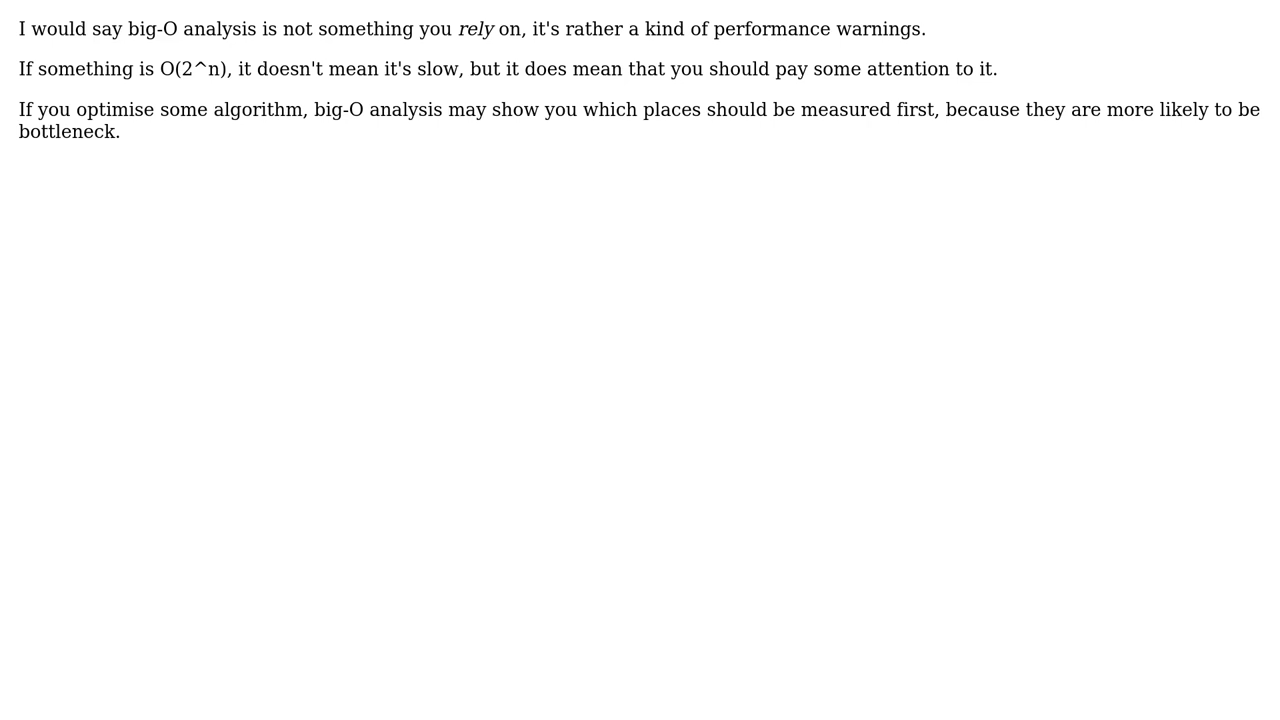 I would say big-O analysis is not something you rely on, it's rather a kind of performance warnings.
If something is O(2^n), it doesn't mean it's slow, but it does mean that you should pay some attention to it.
If you optimise some algorithm, big-O analysis may show you which places should be measured first, because they are more likely to be
bottleneck.